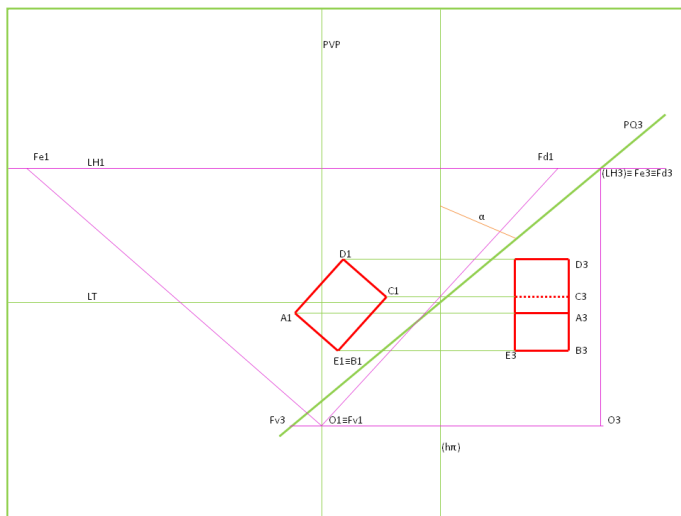 PVP
PQ3
Fe1
LH1
Fd1
(LH3)≡ Fe3≡Fd3
α
D1
D3
C1
C3
LT
A1
A3
E1≡B1
E3
B3
Fv3
O1≡Fv1
O3
(hπ)